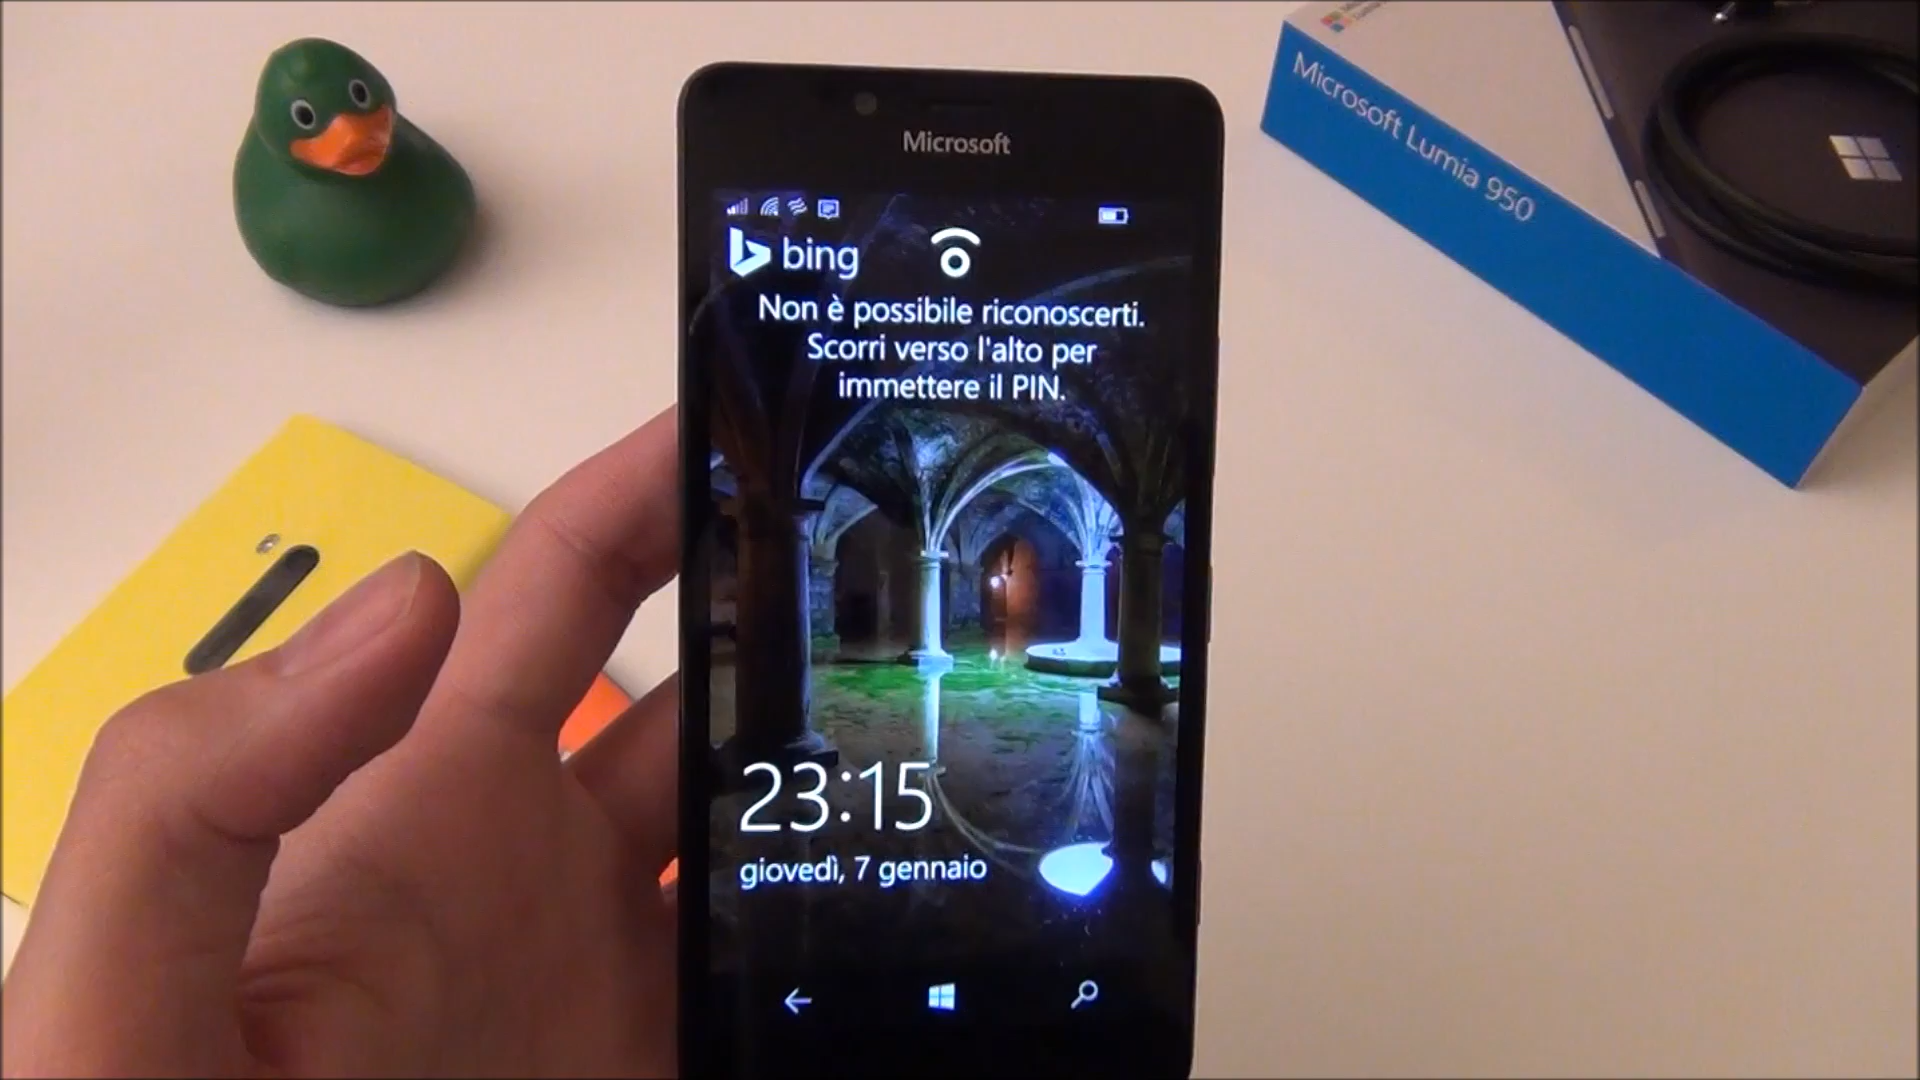 Microsoft
bing
Non è possibile riconoscerti.
Scorri verso l'alto per
immettere il PIN.
23:15
giovedì, 7 gennaio
Microsoft Lumia 950